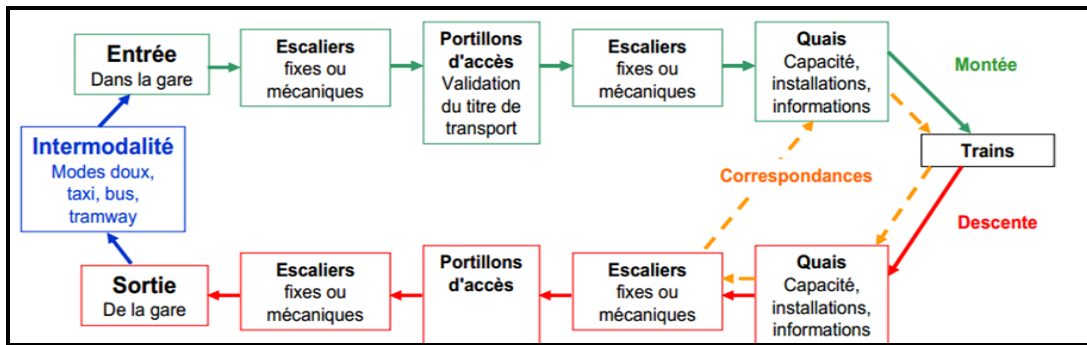 Entrée
Dans la gare
Escaliers
fixes ou
mécaniques
Portillons
d'accès
Validation
du titre de
transport
Escaliers
fixes ou
mécaniques
Quais
Capacité,
installations,
informations
Montée
Intermodalité
Modes doux,
taxi, bus,
tramway
Trains
Correspondances
Descente
Sortie
De la gare
Escaliers
fixes ou
mécaniques
Portillons
d'accès
Escaliers
fixes ou
mécaniques
Quais
Capacité,
installations,
informations